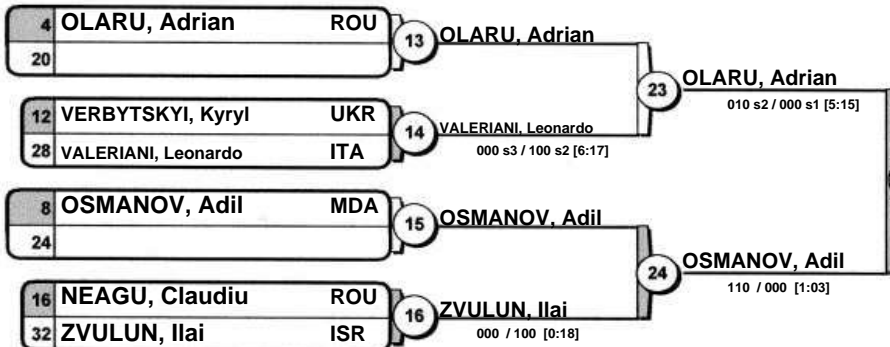 4 OLARU, Adrian ROU
20
13 OLARU, Adrian
12 VERBYTSKYI, Kyryl UKR
28 VALERIANI, Leonardo ITA
14 VALERIANI, Leonardo
000 s3 / 100 s2 [6:17]
23 OLARU, Adrian
010 s2 / 000 s1 [5:15]
8 OSMANOV, Adil MDA
24
15 OSMANOV, Adil
16 NEAGU, Claudiu ROU
32 ZVULUN, Ilai ISR
16 ZVULUN, Ilai
000 / 100 [0:18]
24 OSMANOV, Adil
110 / 000 [1:03]